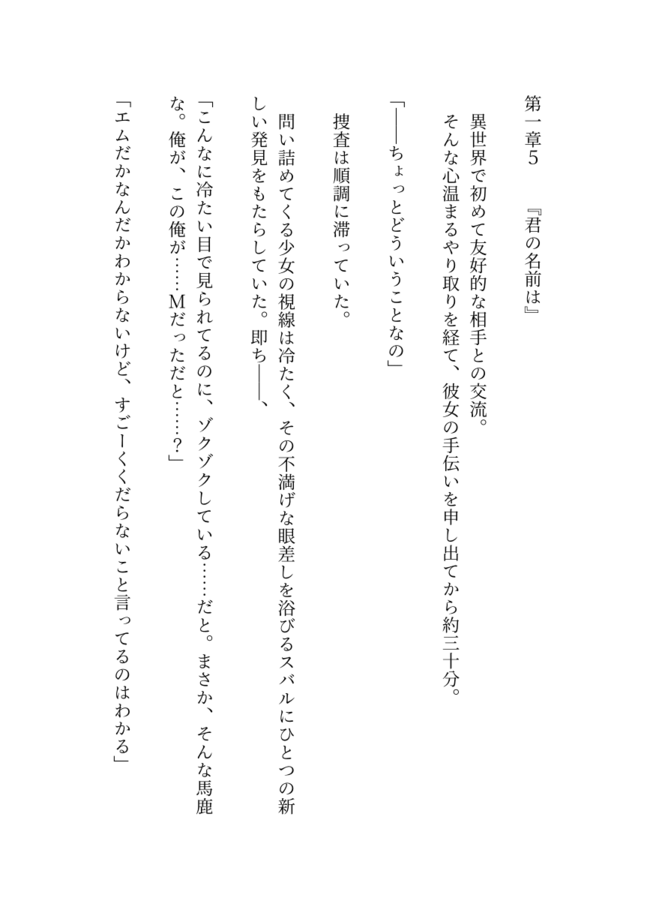 第一章５　　『君の名前は』
　異世界で初めて友好的な相手との交流。
　そんな心温まるやり取りを経て、彼女の手伝いを申し出てから約三十分。
「――ちょっとどういうことなの」
　捜査は順調に滞っていた。
　問い詰めてくる少女の視線は冷たく、その不満げな眼差しを浴びるスバルにひとつの新
しい発見をもたらしていた。即ち――、
「こんなに冷たい目で見られてるのに、ゾクゾクしている……だと。まさか、そんな馬鹿
な。俺が、この俺が……Ｍだっただと……？」
「エムだかなんだかわからないけど、すごーくくだらないこと言ってるのはわかる」